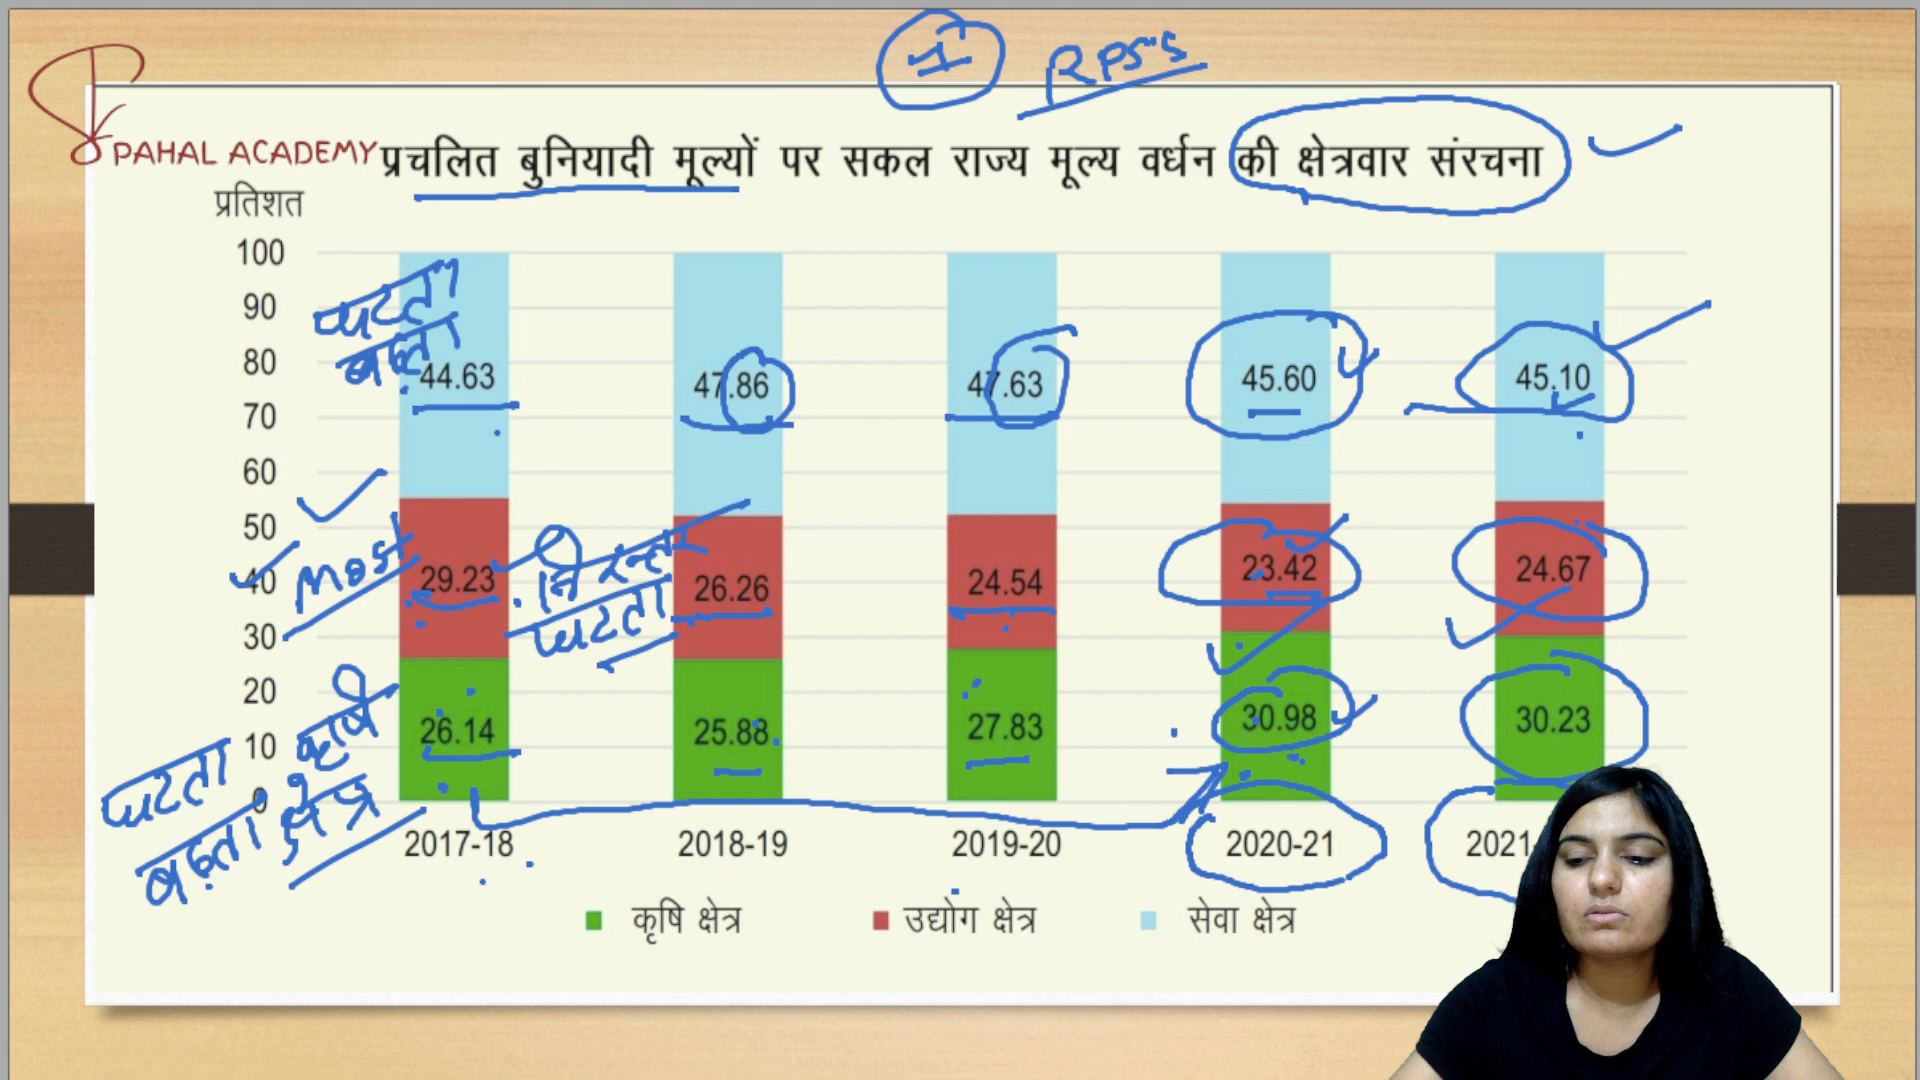 I RPS's
PAHAL ACADEMY
प्रचलित बुनियादी मूल्यों पर सकल राज्य मूल्य वर्धन की क्षेत्रवार संरचना
प्रतिशत
100
90
80
70
60
50
40
30
20
10
0
44.63 47.86 47.63 45.60 45.10
29.23 26.26 24.54 23.42 24.67
26.14 25.88 27.83 30.98 30.23
घटता
बढ़ता
Most
निरन्तर
घटता
घटता
बढ़ता
कृषि
क्षेत्र
2017-18 2018-19 2019-20 2020-21 2021
कृषि क्षेत्र उद्योग क्षेत्र सेवा क्षेत्र